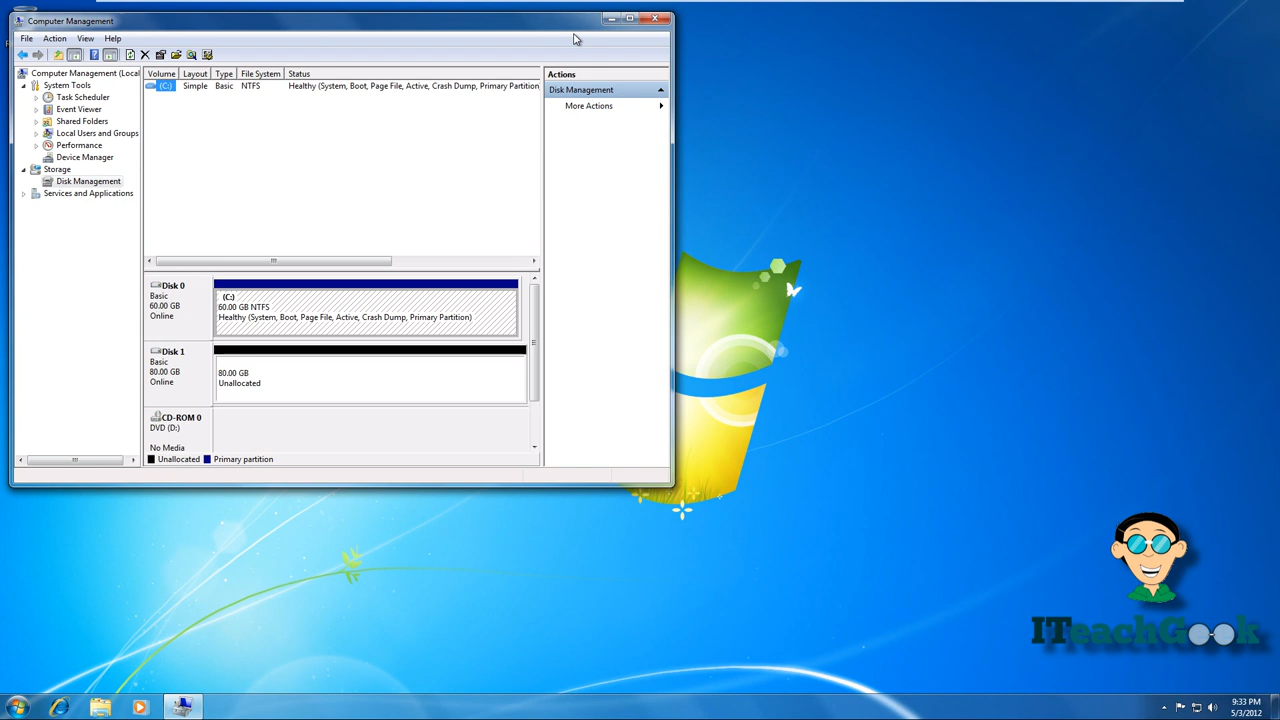 Computer Management
File Action View Help
Computer Management (Local
System Tools
Task Scheduler
Event Viewer
Shared Folders
Local Users and Groups
Performance
Device Manager
Storage
Disk Management
Services and Applications
Volume Layout Type File System Status
(C:) Simple Basic NTFS Healthy (System, Boot, Page File, Active, Crash Dump, Primary Partition
Disk 0
Basic
60.00 GB
Online
(C:)
60.00 GB NTFS
Healthy (System, Boot, Page File, Active, Crash Dump, Primary Partition)
Disk 1
Basic
80.00 GB
Online
80.00 GB
Unallocated
CD-ROM 0
DVD (D:)
No Media
Unallocated Primary partition
Actions
Disk Management
More Actions
ITeachGeek
9:33 PM
5/3/2012